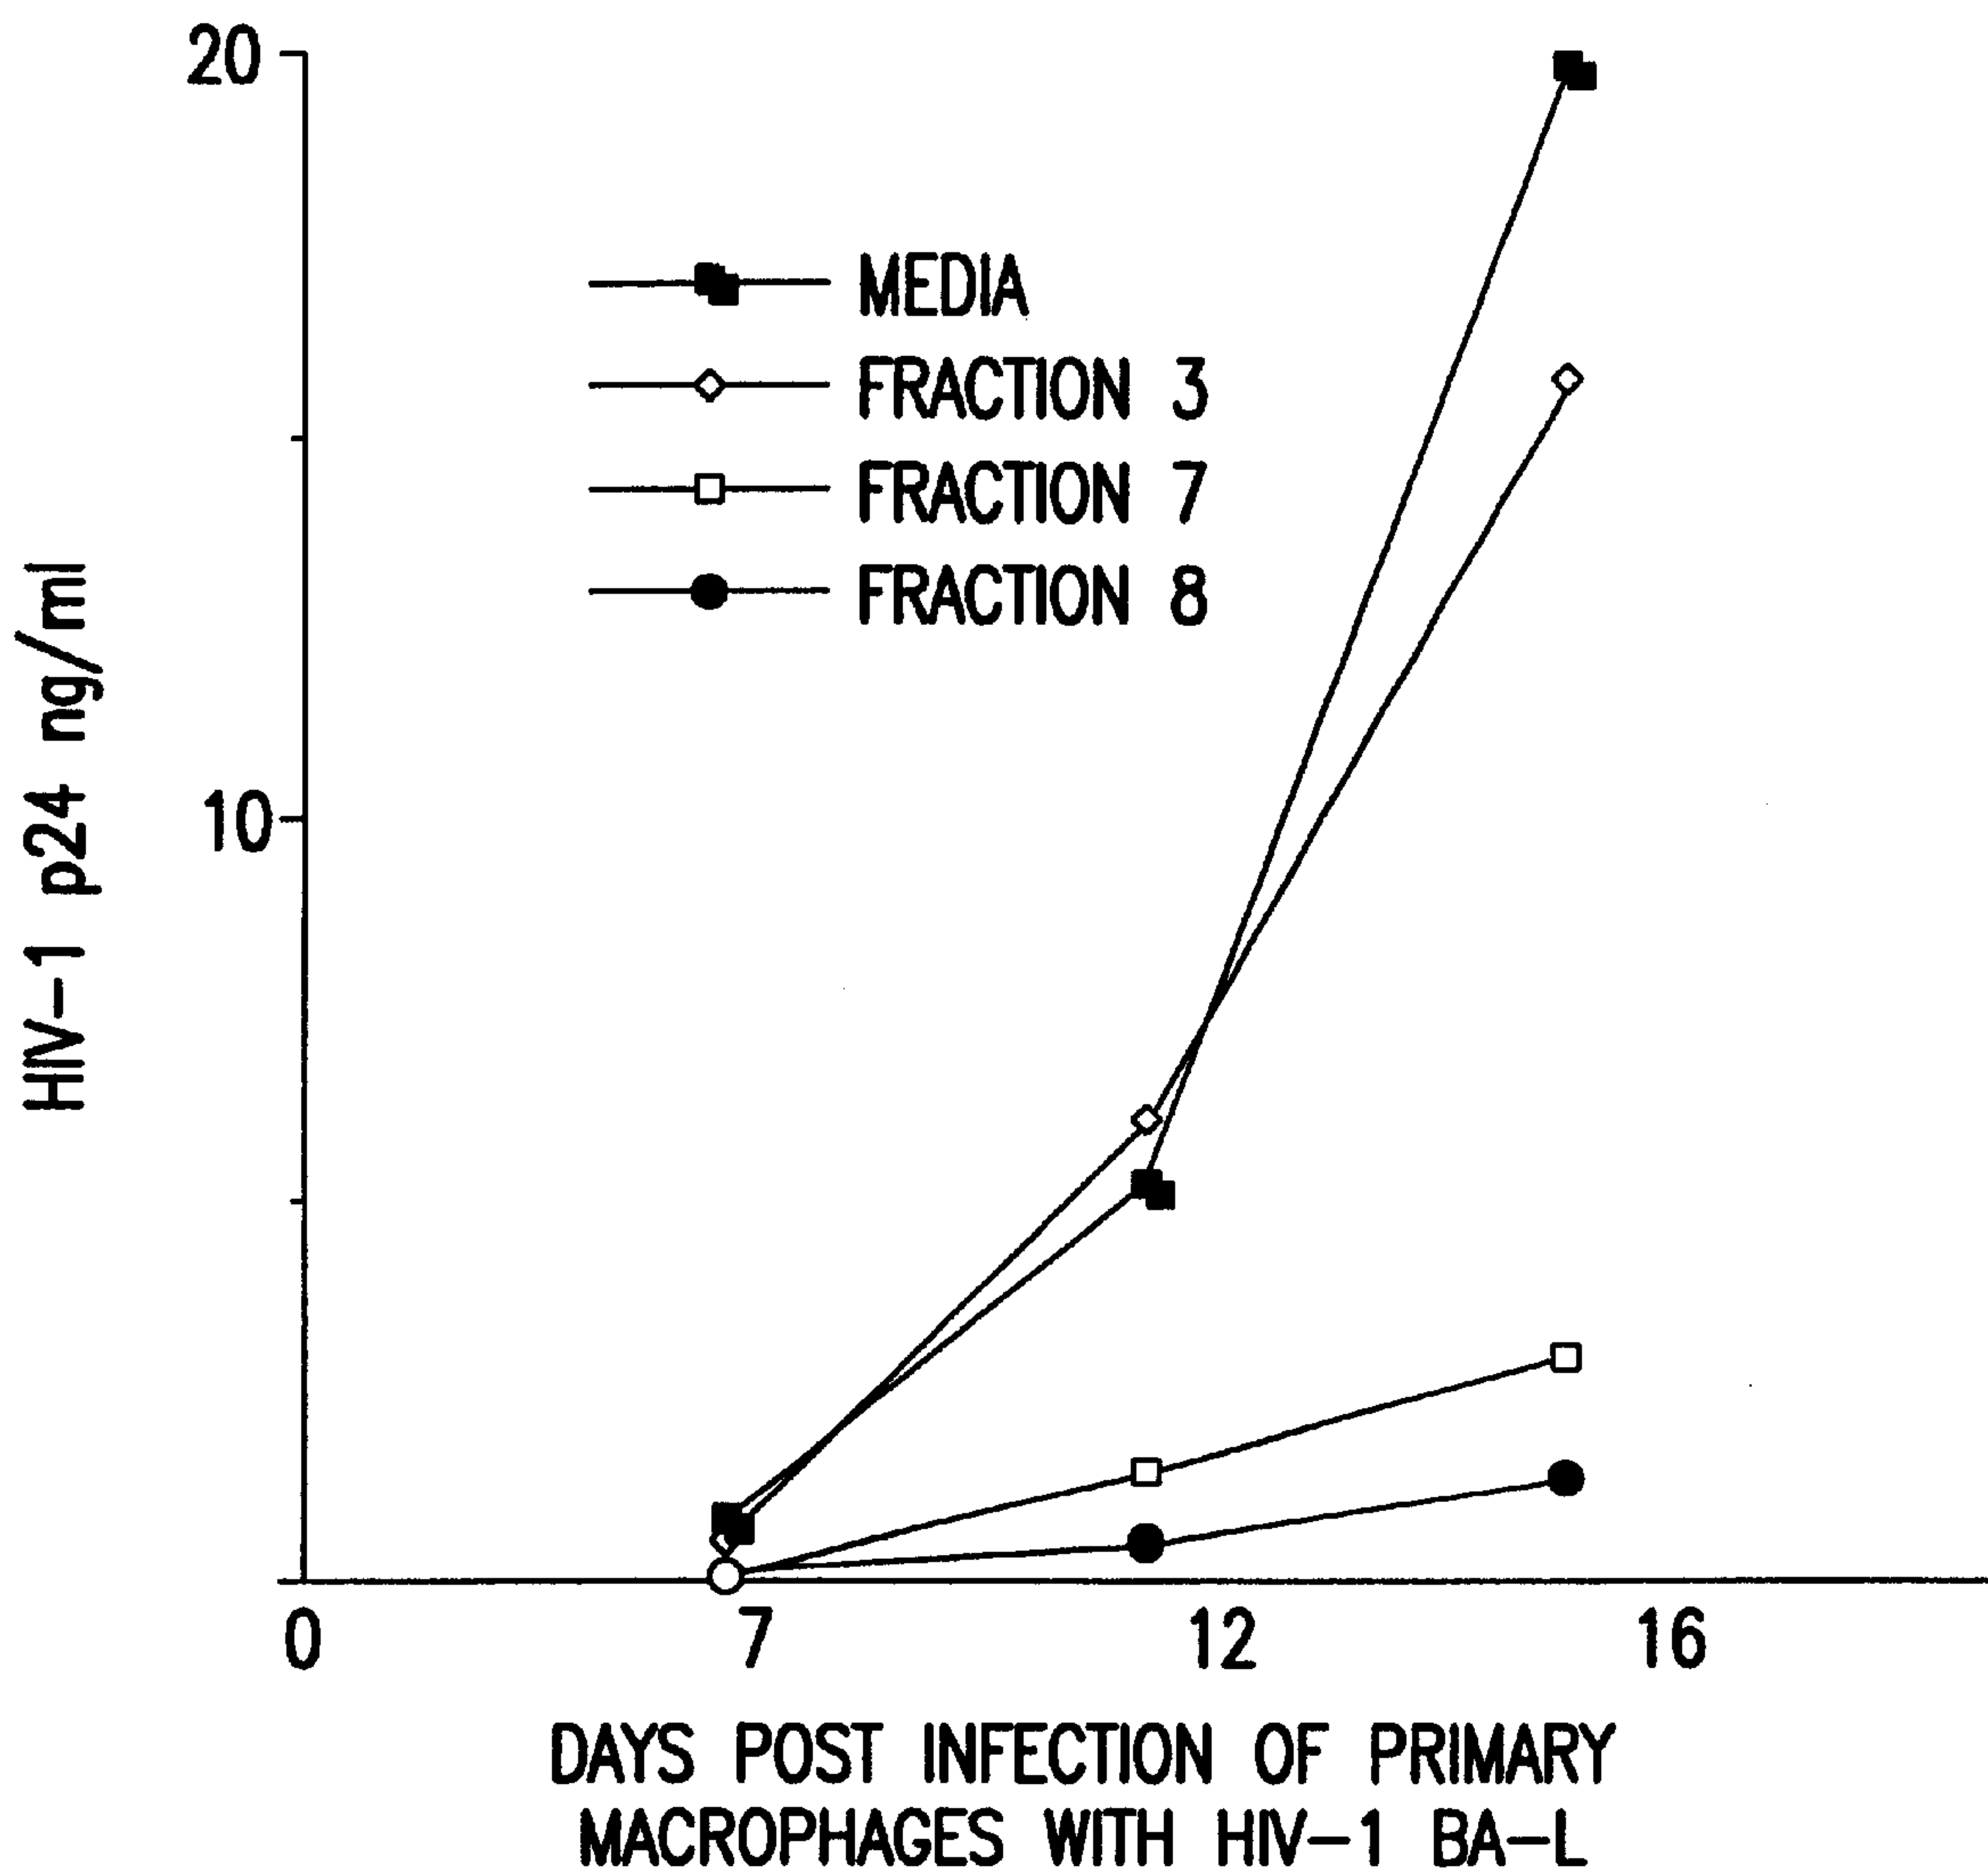 20
MEDIA
FRACTION 3
FRACTION 7
FRACTION 8
HIV-1 p24 ng/ml
10
0 7 12 16
DAYS POST INFECTION OF PRIMARY
MACROPHAGES WITH HIV-1 BA-L